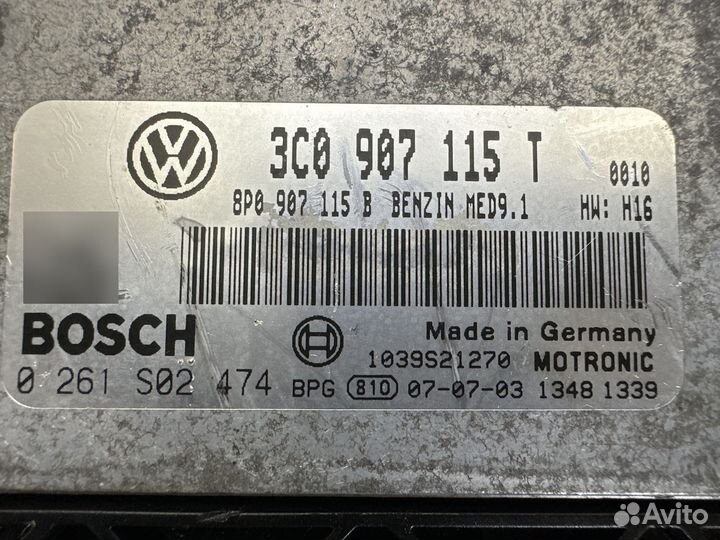 3C0 907 115 T 0010
8P0 907 115 B BENZIN MED9.1 HW: H16
BOSCH Made in Germany
1039S21270 MOTRONIC
0 261 S02 474 BPG 810 07-07-03 1348 1339
Avito